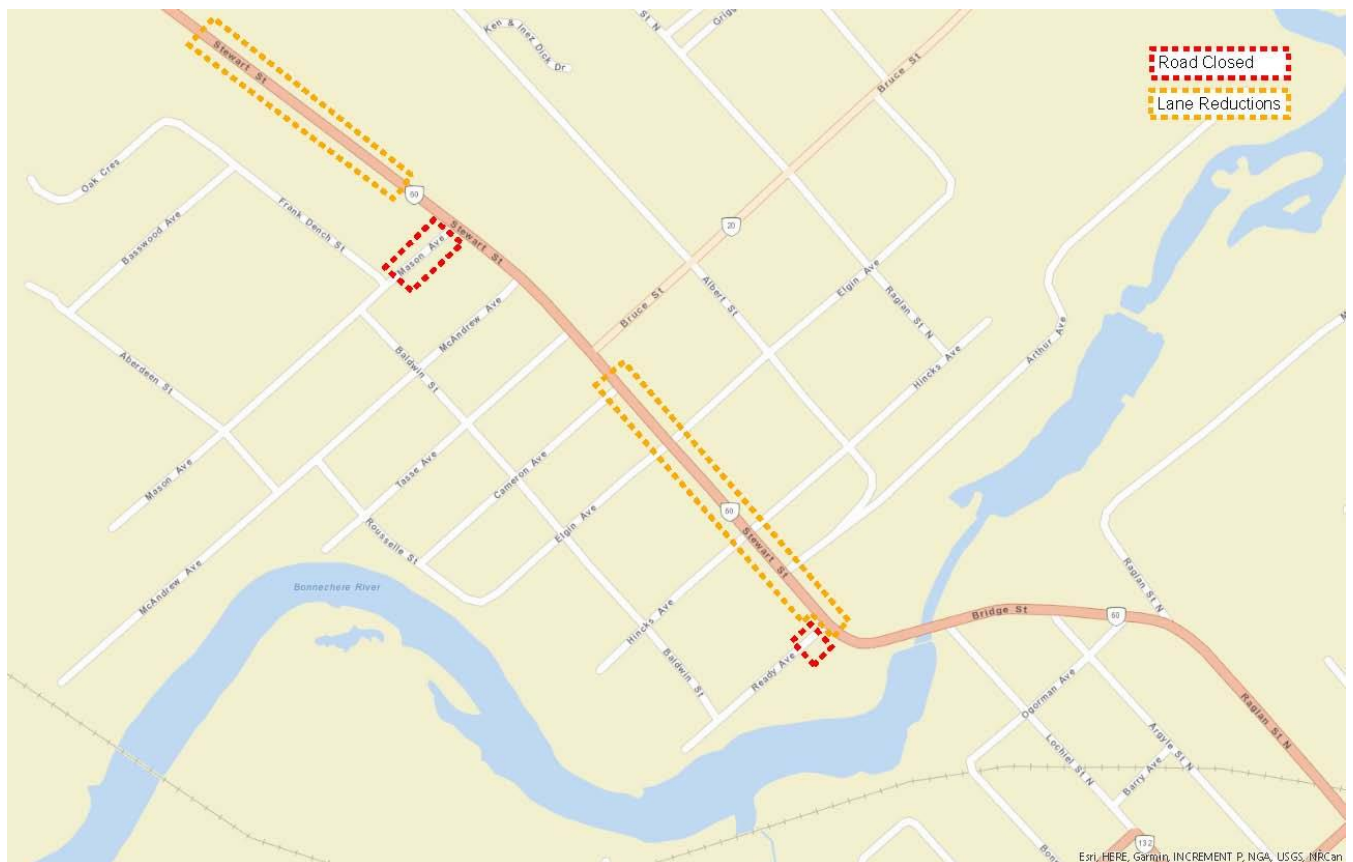 St N
Grig
Ken & Inez Dick Dr
Road Closed
Stewart St
Bruce St
Lane Reductions
Oak Cres
60
Frank Dench St
Basswood Ave
Stewart St
Mason Ave
20
Elgin Ave
Albert St
Raglan St N
Bruce St
McAndrew Ave
Arthur Ave
M
Hincks Ave
Aberdeen St
Baldwin St
Mason Ave
Tasse Ave
Cameron Ave
60
Elgin Ave
Rousselle St
Stewart St
McAndrew Ave
Bonnechere River
Raglan St N
Hincks Ave
Bridge St
60
Baldwin St
Ready Ave
Ogorman Ave
Raglan St N
Lochiel St N
Argyle St N
Barry Ave
132
Bon
Esri, HERE, Garmin, INCREMENT P, NGA, USGS, NRCan